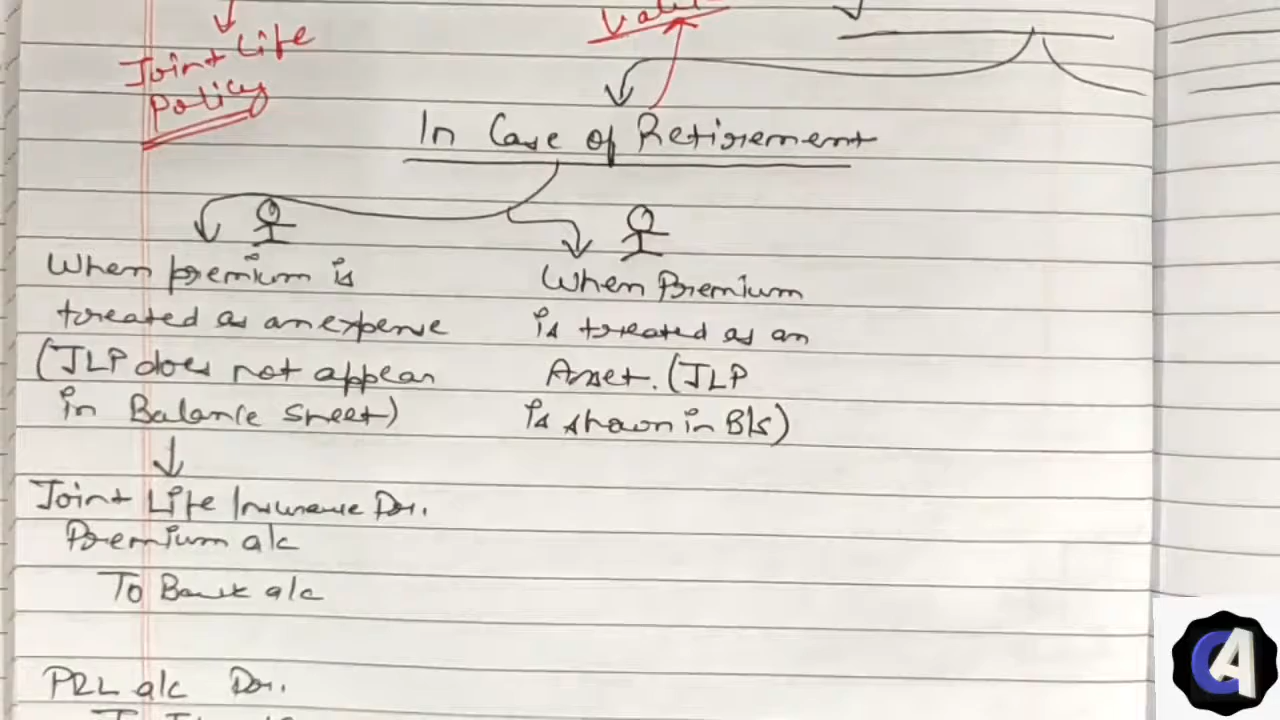 Joint Life
Policy
In Case of Retirement
When premium is
treated as an expense
(JLP does not appear
in Balance Sheet)
When Premium
is treated as an
Asset. (JLP
is shown in B/s)
Joint Life Insurance Dr.
Premium a/c
To Bank a/c
P&L a/c Dr.
CA